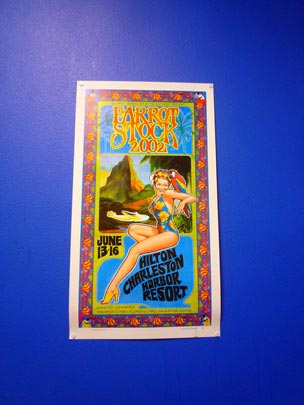 PARROT
STOCK
2002
JUNE
13-16
HILTON
CHARLESTON
HARBOR
RESORT